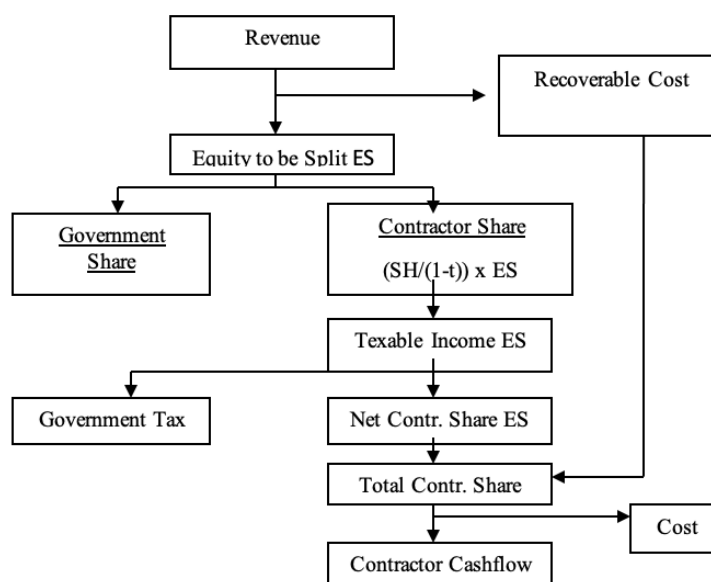 Revenue
Recoverable Cost
Equity to be Split ES
Government
Share
Contractor Share
(SH/(1-t)) x ES
Texable Income ES
Government Tax
Net Contr. Share ES
Total Contr. Share
Cost
Contractor Cashflow